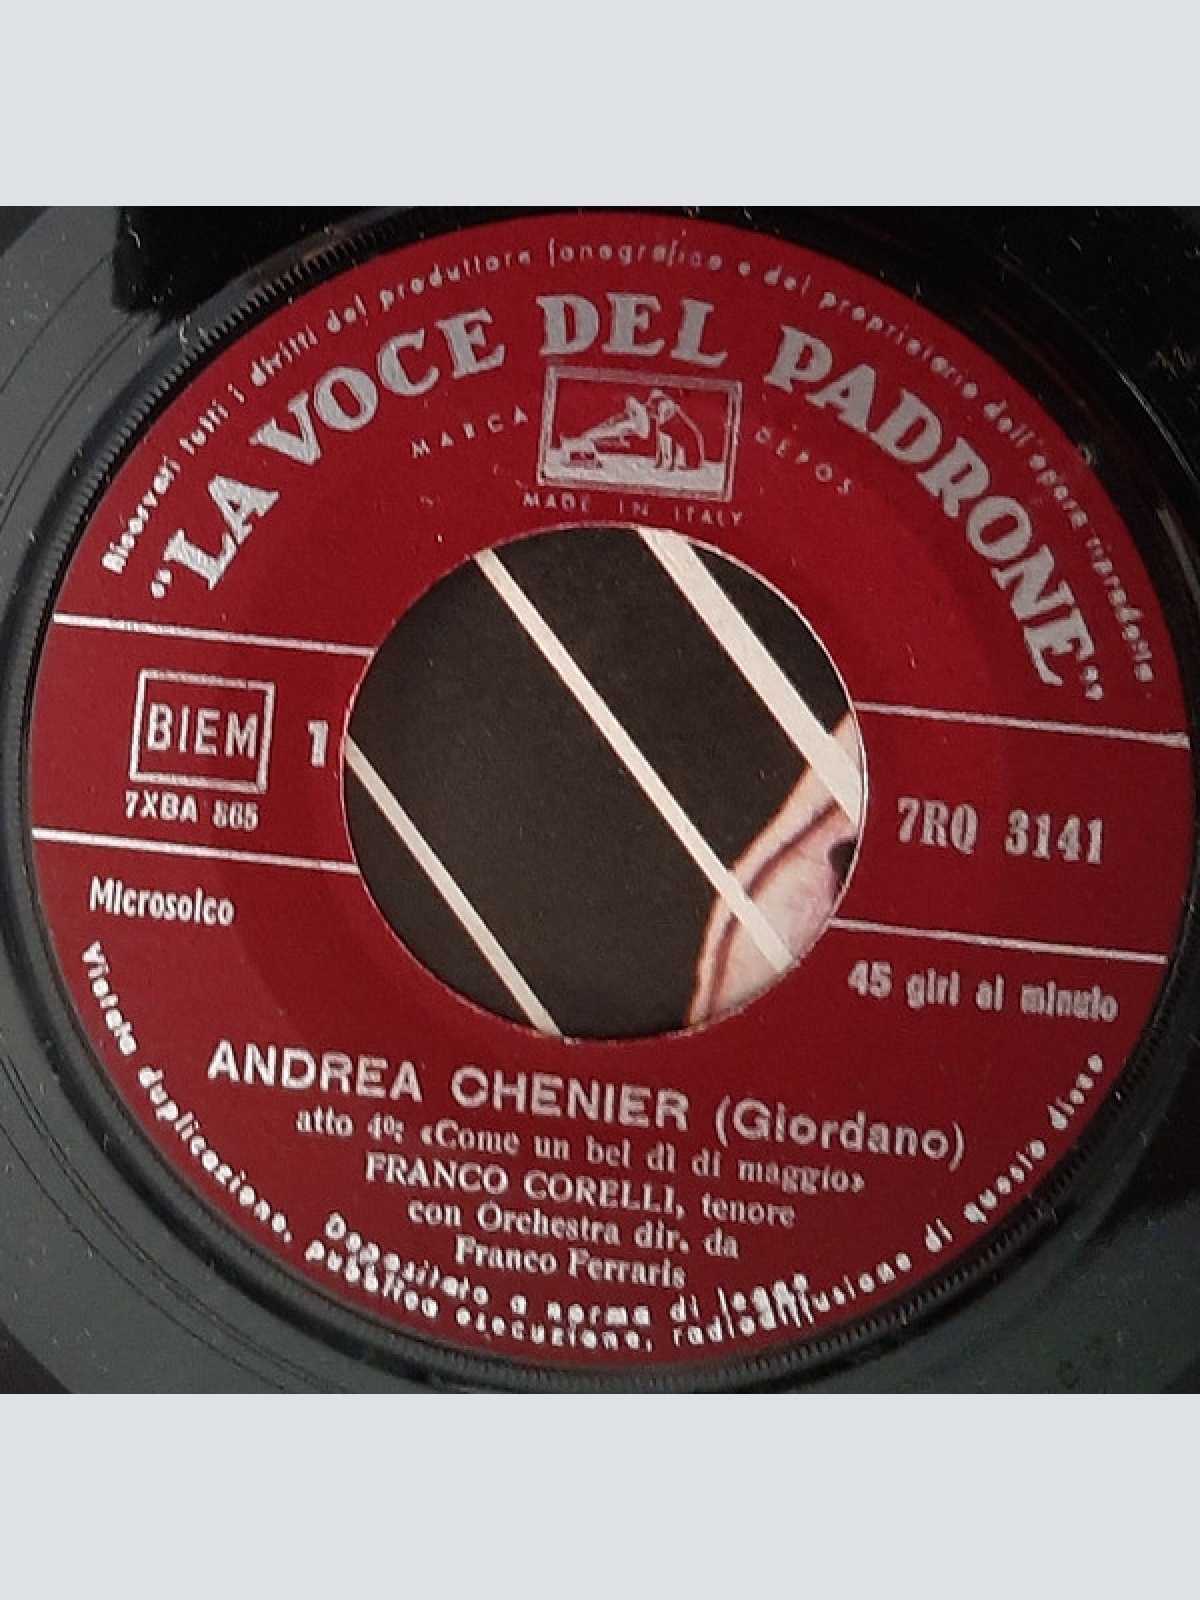 Riservati tutti i diritti del produttore fonografico e del proprietario dell'opera riprodotta
"LA VOCE DEL PADRONE"
MARCA DEPOS
MADE IN ITALY
BIEM
1
7XBA 865
7RQ 3141
Microsolco
45 giri al minuto
ANDREA CHENIER (Giordano)
atto 4º: «Come un bel dì di maggio»
FRANCO CORELLI, tenore
con Orchestra dir. da
Franco Ferraris
Depositato a norma di legge
Vietata duplicazione, pubblica esecuzione, radiodiffusione di questo disco